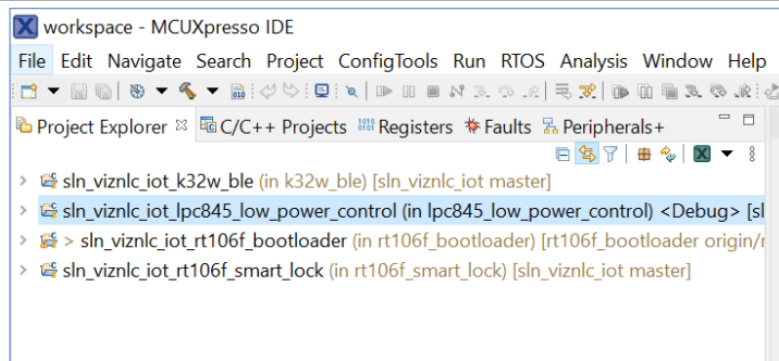 workspace - MCUXpresso IDE
File Edit Navigate Search Project ConfigTools Run RTOS Analysis Window Help
Project Explorer C/C++ Projects Registers Faults Peripherals+
sln_viznlc_iot_k32w_ble (in k32w_ble) [sln_viznlc_iot master]
sln_viznlc_iot_lpc845_low_power_control (in lpc845_low_power_control) <Debug> [sl
> sln_viznlc_iot_rt106f_bootloader (in rt106f_bootloader) [rt106f_bootloader origin/r
sln_viznlc_iot_rt106f_smart_lock (in rt106f_smart_lock) [sln_viznlc_iot master]